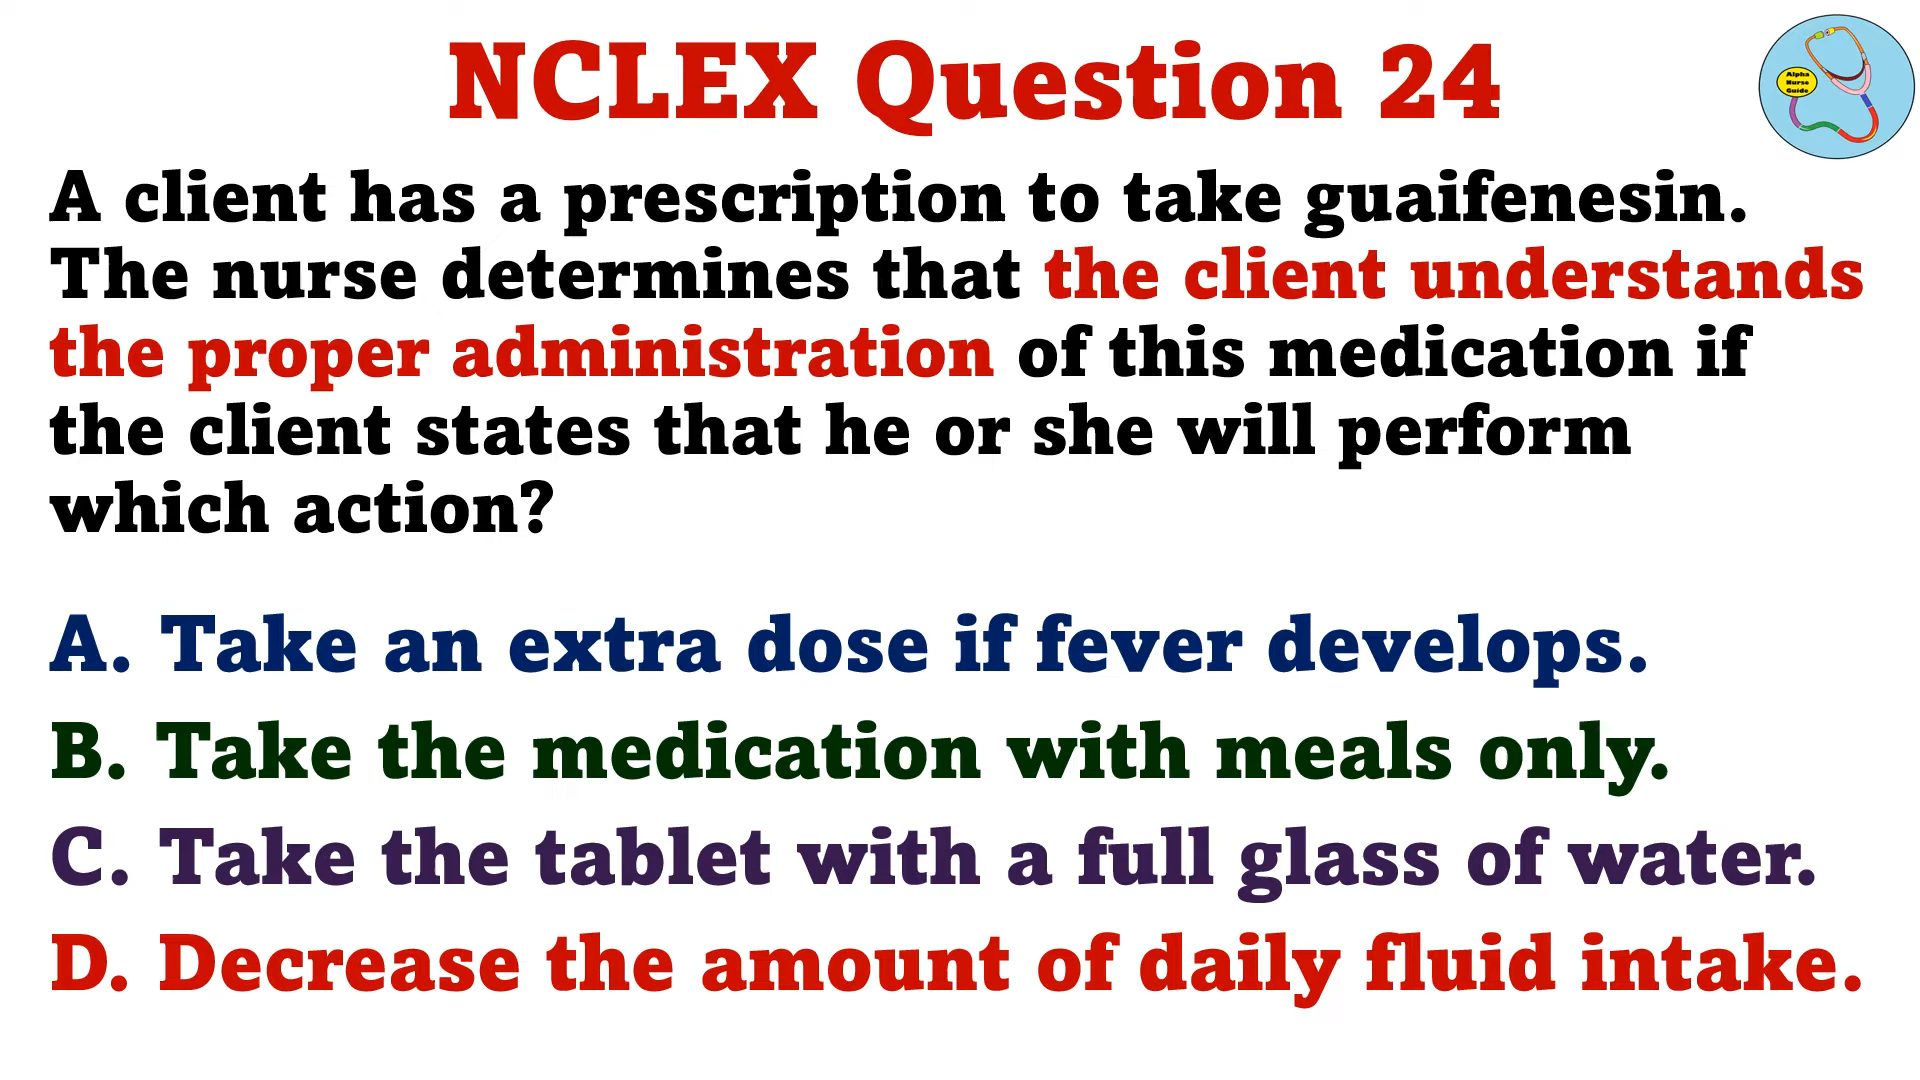 NCLEX Question 24
Alpha
Nurse
Guide
A client has a prescription to take guaifenesin.
The nurse determines that the client understands
the proper administration of this medication if
the client states that he or she will perform
which action?
A. Take an extra dose if fever develops.
B. Take the medication with meals only.
C. Take the tablet with a full glass of water.
D. Decrease the amount of daily fluid intake.